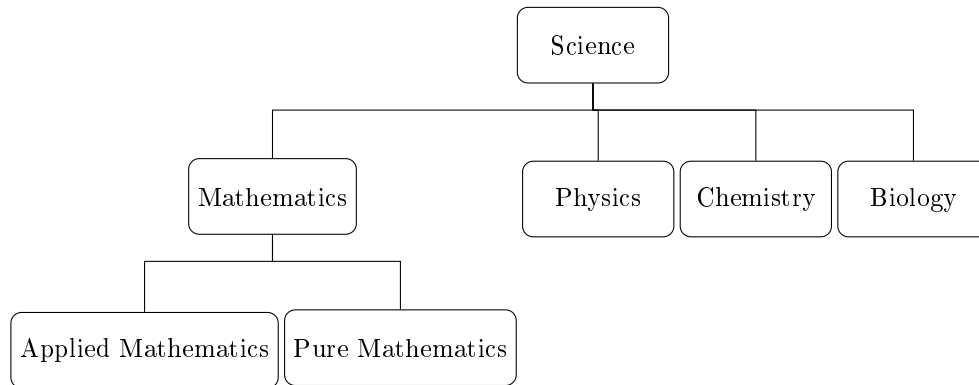 Science
Mathematics
Physics
Chemistry
Biology
Applied Mathematics
Pure Mathematics